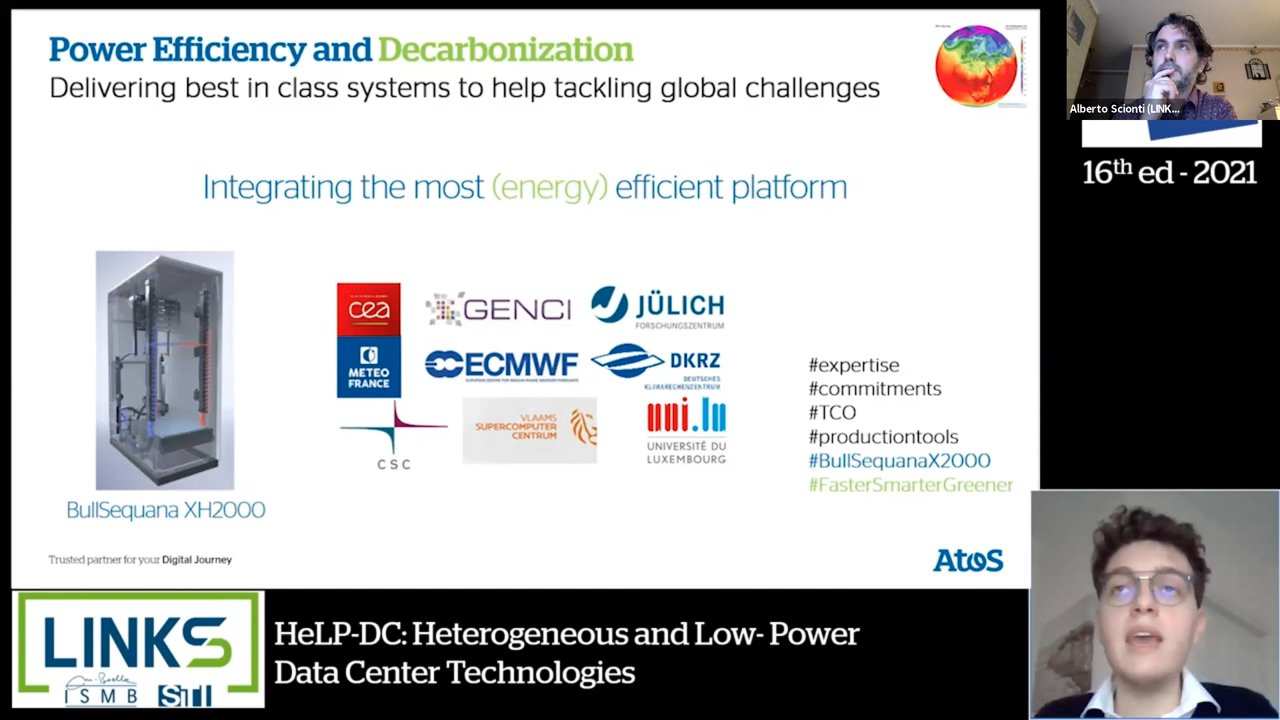 Power Efficiency and Decarbonization
Delivering best in class systems to help tackling global challenges
Alberto Scionti (LINK...
16th ed - 2021
Integrating the most (energy) efficient platform
cea
GENCI
JÜLICH
FORSCHUNGSZENTRUM
METEO
FRANCE
ECMWF
DKRZ
DEUTSCHES
KLIMARECHENZENTRUM
CSC
VLAAMS
SUPERCOMPUTER
CENTRUM
uni.lu
UNIVERSITÉ DU
LUXEMBOURG
#expertise
#commitments
#TCO
#productiontools
#BullSequanaX2000
#FasterSmarterGreener
BullSequana XH2000
Trusted partner for your Digital Journey
Atos
LINKS
ISMB
STI
HeLP-DC: Heterogeneous and Low- Power
Data Center Technologies